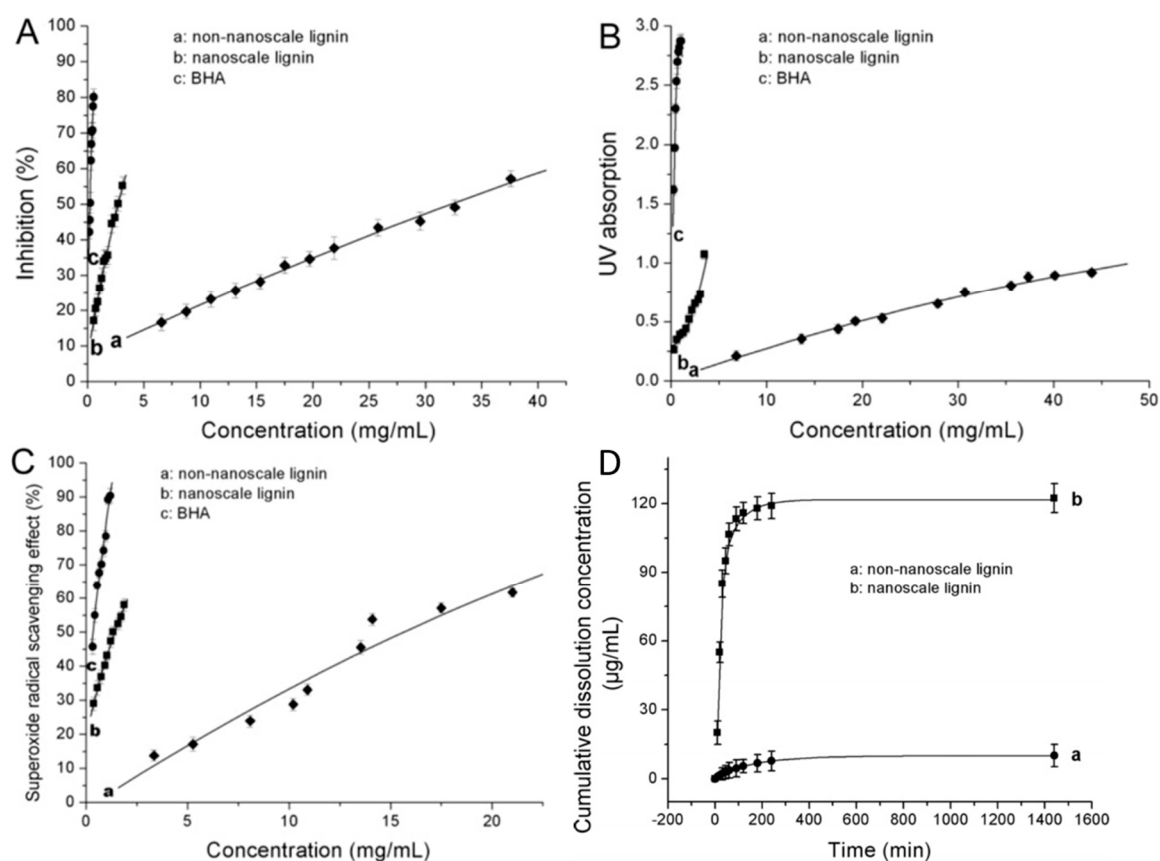 A
a: non-nanoscale lignin
b: nanoscale lignin
c: BHA
Inhibition (%)
100
90
80
70
60
50
40
30
20
10
0
c
b
a
0 5 10 15 20 25 30 35 40
Concentration (mg/mL)
B
a: non-nanoscale lignin
b: nanoscale lignin
c: BHA
UV absorption
3.0
2.5
2.0
1.5
1.0
0.5
0.0
c
b a
0 10 20 30 40 50
Concentration (mg/mL)
C
a: non-nanoscale lignin
b: nanoscale lignin
c: BHA
Superoxide radical scavenging effect (%)
100
90
80
70
60
50
40
30
20
10
0
c
b
a
0 5 10 15 20
Concentration (mg/mL)
D
a: non-nanoscale lignin
b: nanoscale lignin
Cumulative dissolution concentration
(μg/mL)
120
90
60
30
0
b
a
-200 0 200 400 600 800 1000 1200 1400 1600
Time (min)